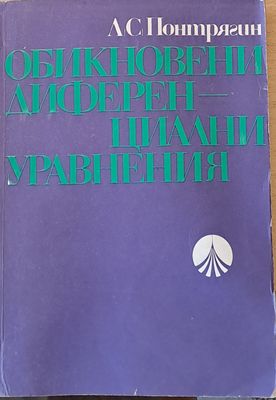 Л. С. Понтрягин
ОБИКНОВЕНИ
ДИФЕРЕН —
ЦИАЛНИ
УРАВНЕНИЯ